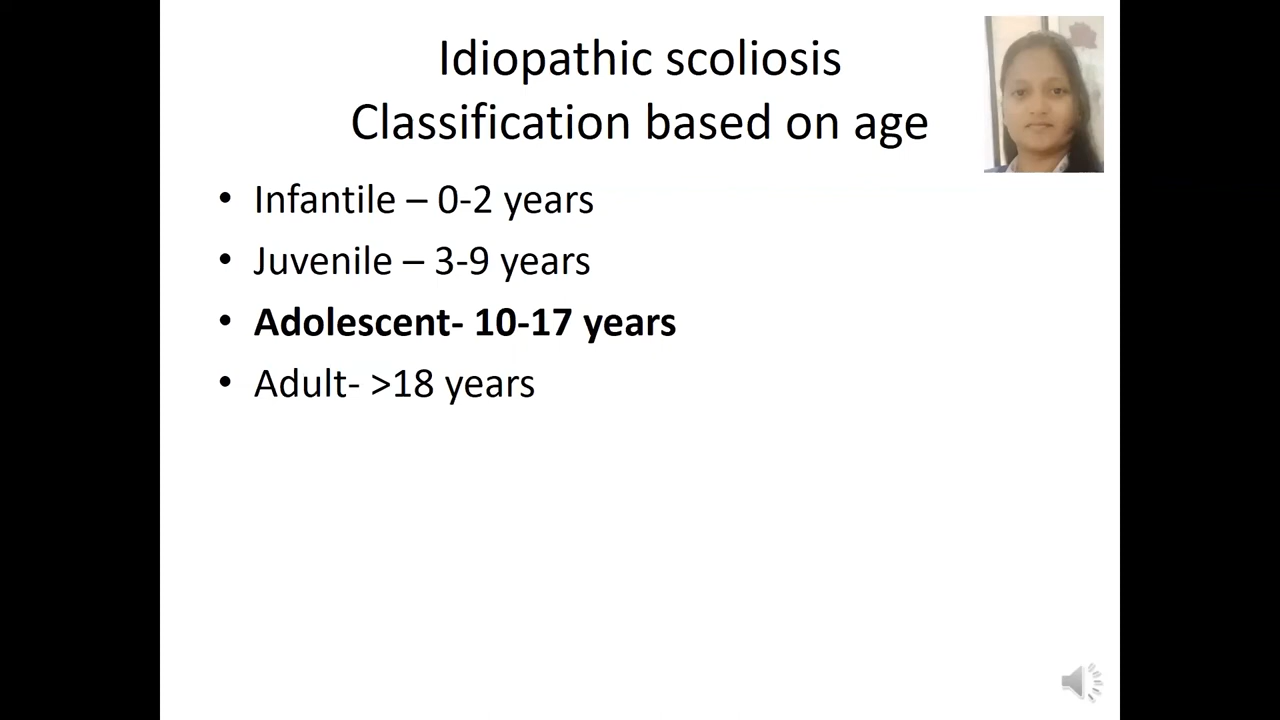 Idiopathic scoliosis
Classification based on age
• Infantile – 0-2 years
• Juvenile – 3-9 years
• Adolescent- 10-17 years
• Adult- >18 years